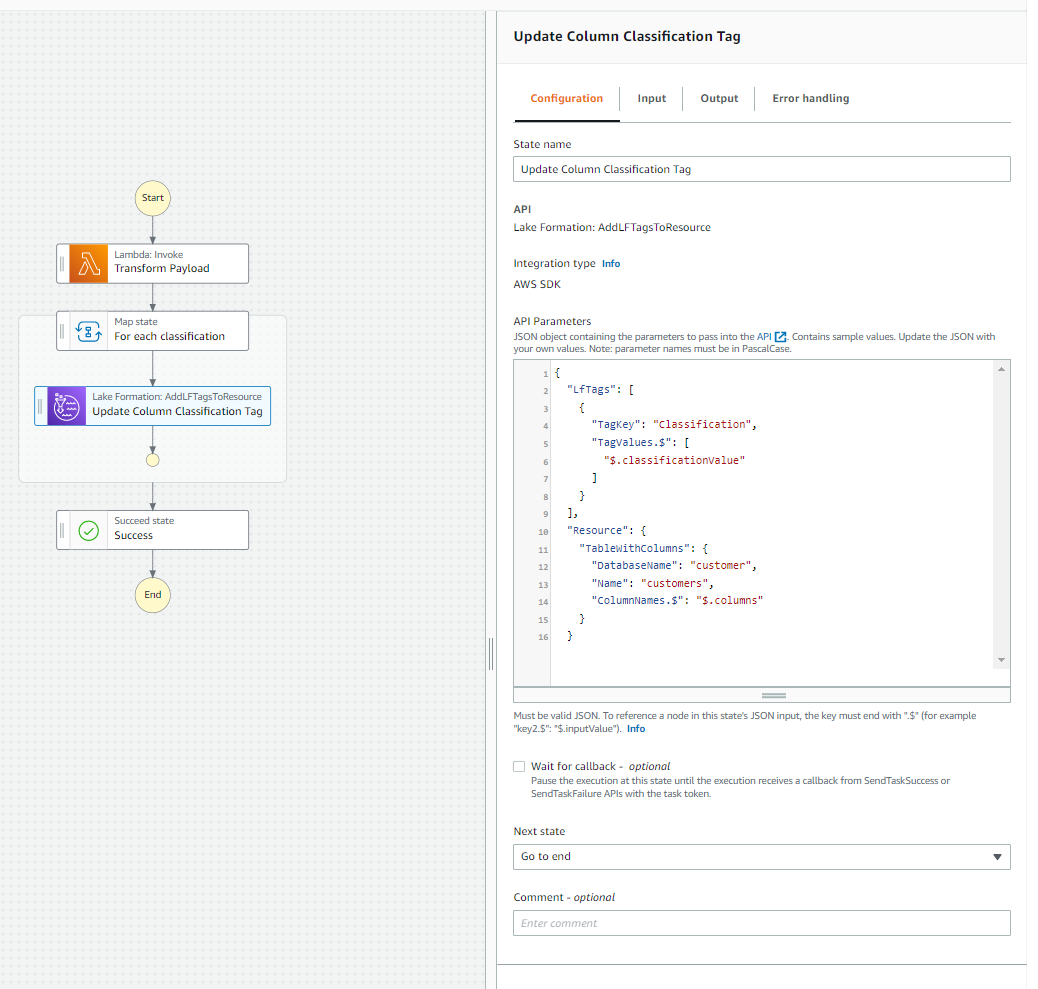 Start
Lambda: Invoke
Transform Payload
Map state
For each classification
Lake Formation: AddLFTagsToResource
Update Column Classification Tag
Succeed state
Success
End
Update Column Classification Tag
Configuration
Input
Output
Error handling
State name
Update Column Classification Tag
API
Lake Formation: AddLFTagsToResource
Integration type Info
AWS SDK
API Parameters
JSON object containing the parameters to pass into the API . Contains sample values. Update the JSON with
your own values. Note: parameter names must be in PascalCase.
1 {
2 "LfTags": [
3 {
4 "TagKey": "Classification",
5 "TagValues.$": [
6 "$.classificationValue"
7 ]
8 }
9 ],
10 "Resource": {
11 "TableWithColumns": {
12 "DatabaseName": "customer",
13 "Name": "customers",
14 "ColumnNames.$": "$.columns"
15 }
16 }
Must be valid JSON. To reference a node in this state's JSON input, the key must end with ".$" (for example
"key2.$": "$.inputValue"). Info
Wait for callback - optional
Pause the execution at this state until the execution receives a callback from SendTaskSuccess or
SendTaskFailure APIs with the task token.
Next state
Go to end
Comment - optional
Enter comment